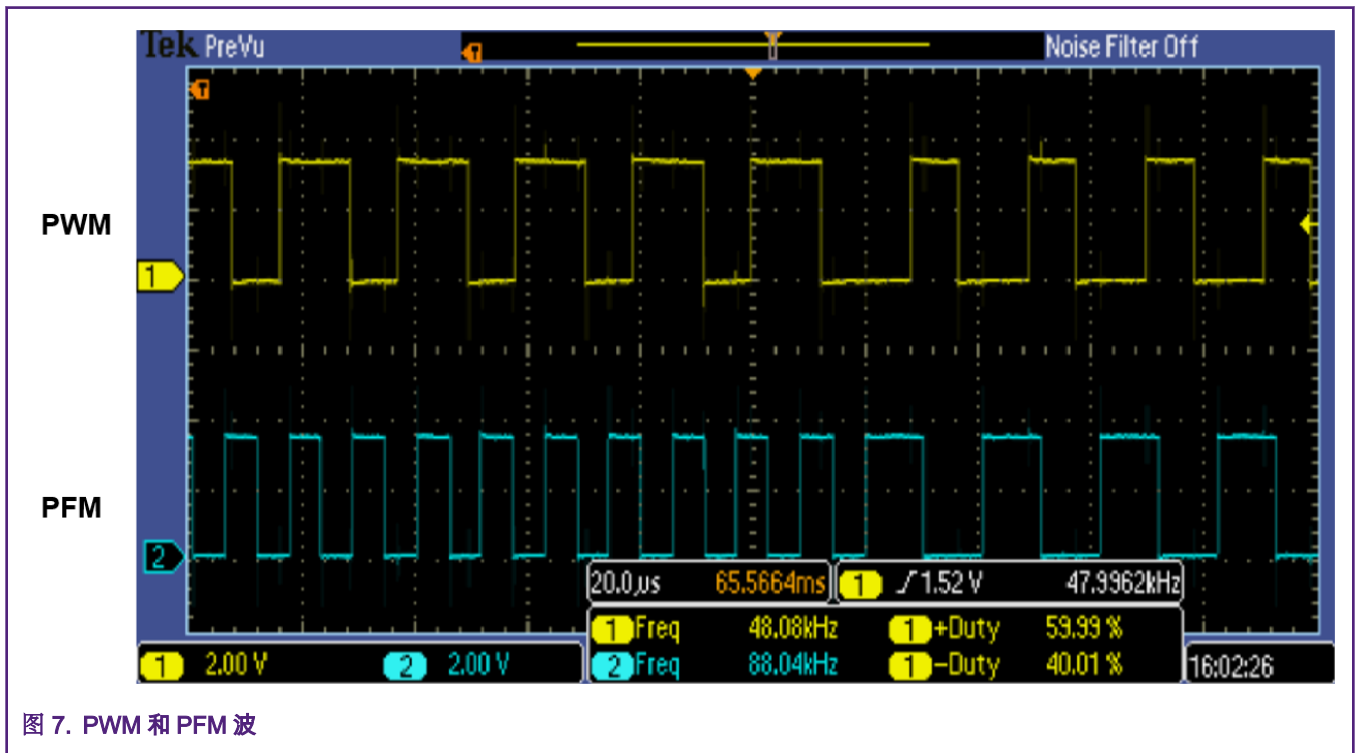 Tek PreVu
Noise Filter Off
PWM
1
PFM
2
20.0µs 65.5664ms
1 1.52 V 47.9962kHz
1 Freq 48.08kHz 1 +Duty 59.99 %
2 Freq 88.04kHz 1 −Duty 40.01 %
1 2.00 V 2 2.00 V
16:02:26
图 7. PWM 和 PFM 波